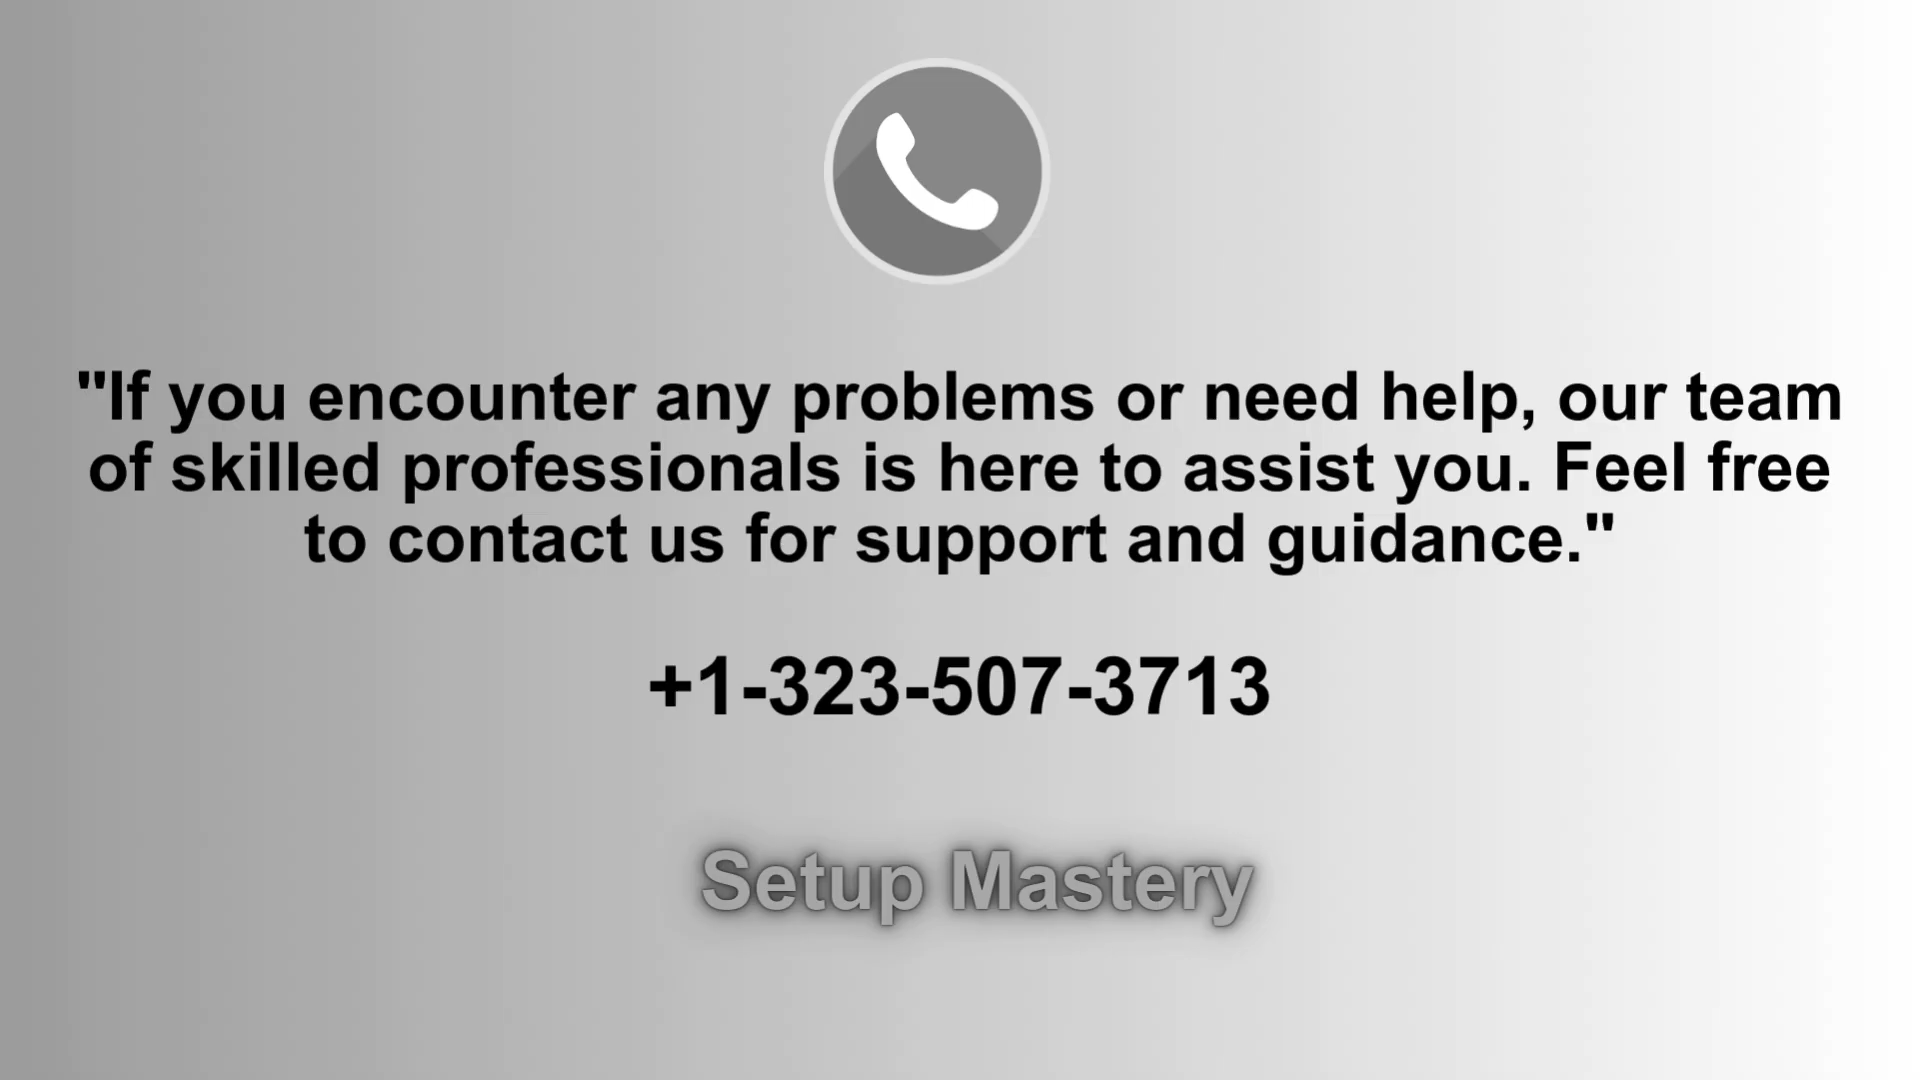 "If you encounter any problems or need help, our team
of skilled professionals is here to assist you. Feel free
to contact us for support and guidance."
+1-323-507-3713
Setup Mastery